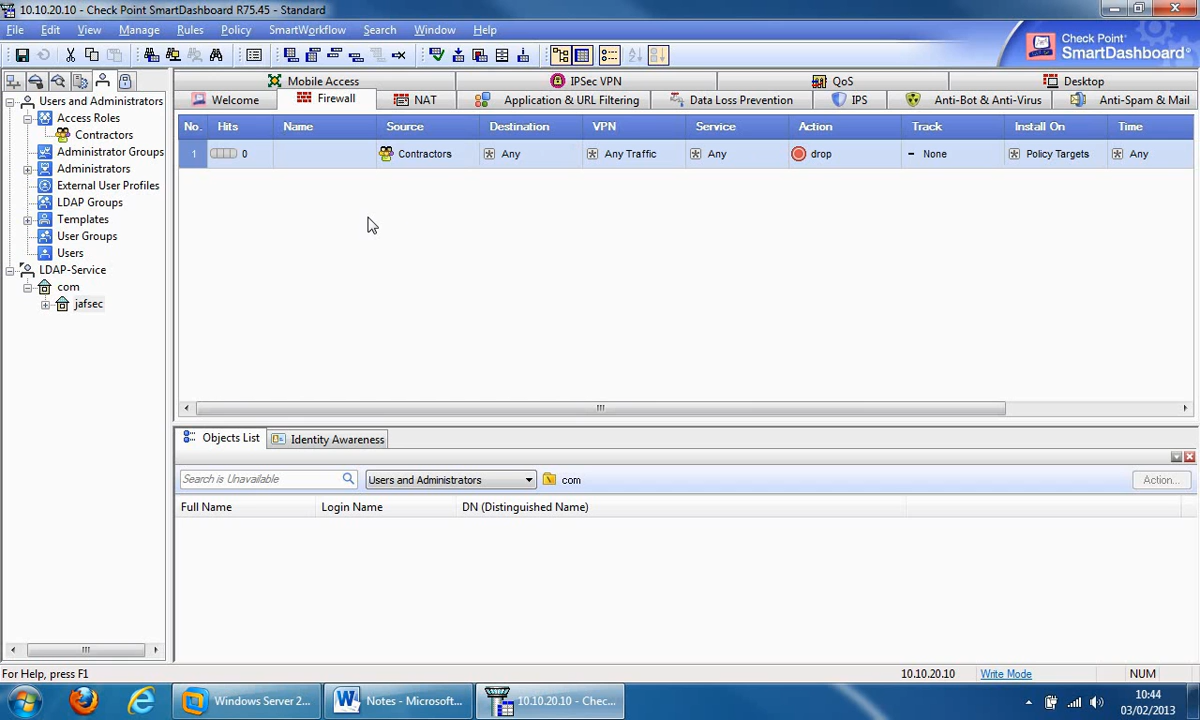 10.10.20.10 - Check Point SmartDashboard R75.45 - Standard
File Edit View Manage Rules Policy SmartWorkflow Search Window Help
Check Point
SmartDashboard
Mobile Access IPSec VPN QoS Desktop
Welcome Firewall NAT Application & URL Filtering Data Loss Prevention IPS Anti-Bot & Anti-Virus Anti-Spam & Mail
No. Hits Name Source Destination VPN Service Action Track Install On Time
1 0 Contractors Any Any Traffic Any drop None Policy Targets Any
Users and Administrators
Access Roles
Contractors
Administrator Groups
Administrators
External User Profiles
LDAP Groups
Templates
User Groups
Users
LDAP-Service
com
jafsec
Objects List Identity Awareness
Search is Unavailable Users and Administrators com Action...
Full Name Login Name DN (Distinguished Name)
For Help, press F1 10.10.20.10 Write Mode NUM
Windows Server 2... Notes - Microsoft... 10.10.20.10 - Chec...
10:44
03/02/2013